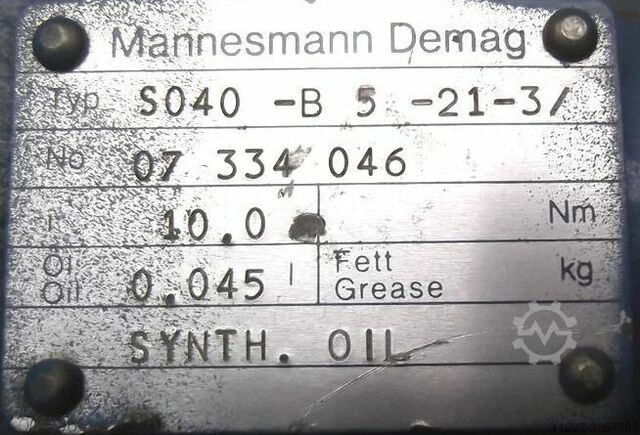 Mannesmann Demag
Typ S040 -B 5 -21-3/
No 07 334 046
i 10.0 Nm
Öl
Oil 0.045 l Fett
Grease kg
SYNTH. OIL